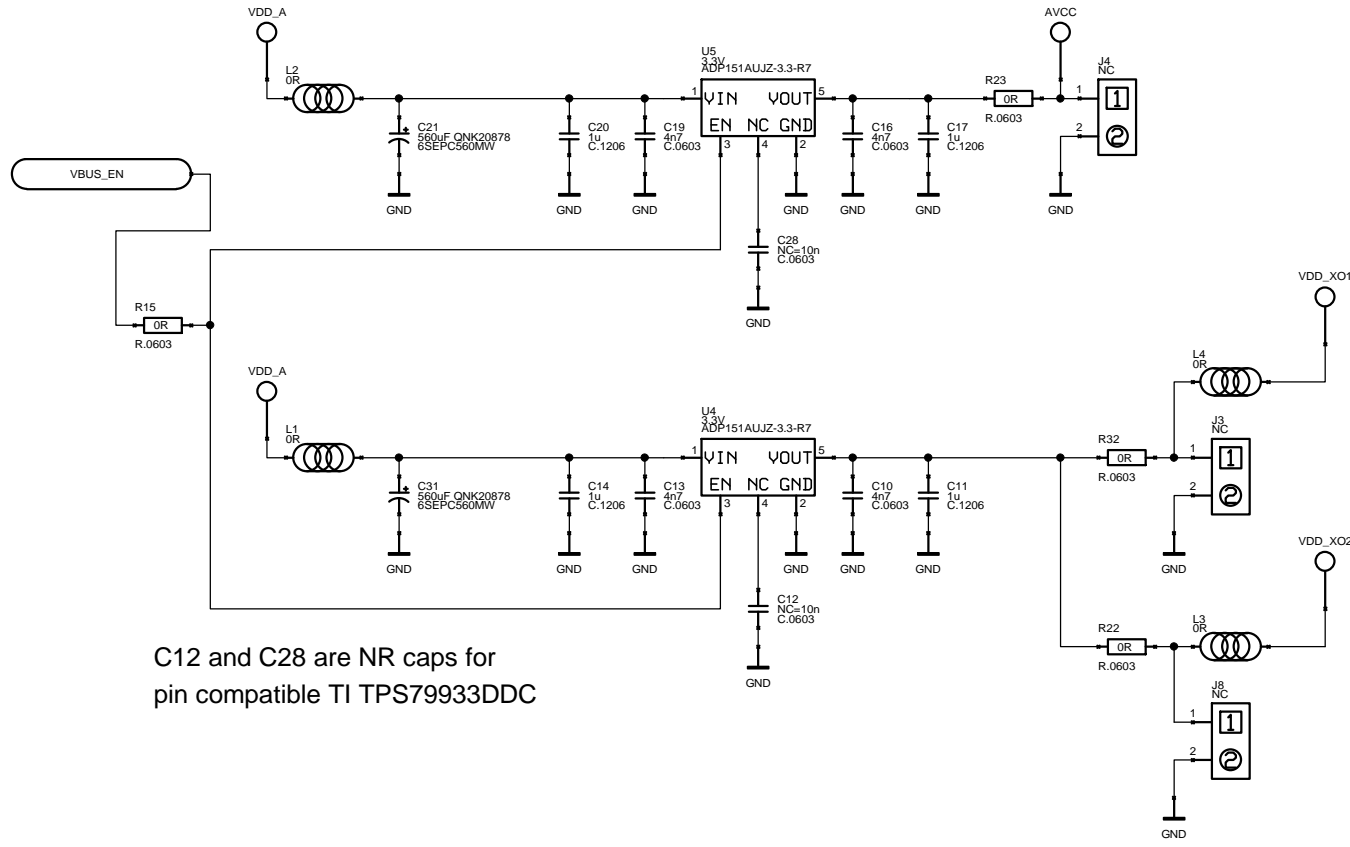 VDD_A
L2
0R
C21
560uF QNK20878
6SEPC560MW
GND
C20
1u
C.1206
GND
C19
4n7
C.0603
GND
U5
3.3V
ADP151AUJZ-3.3-R7
1
VIN
VOUT
5
EN
NC
GND
3
4
2
GND
C28
NC=10n
C.0603
GND
C16
4n7
C.0603
GND
C17
1u
C.1206
GND
R23
0R
R.0603
AVCC
J4
NC
1
1
2
2
GND
VBUS_EN
R15
0R
R.0603
VDD_A
L1
0R
C31
560uF QNK20878
6SEPC560MW
GND
C14
1u
C.1206
GND
C13
4n7
C.0603
GND
U4
3.3V
ADP151AUJZ-3.3-R7
1
VIN
VOUT
5
EN
NC
GND
3
4
2
GND
C12
NC=10n
C.0603
GND
C10
4n7
C.0603
GND
C11
1u
C.1206
GND
R32
0R
R.0603
VDD_XO1
L4
0R
J3
NC
1
1
2
2
GND
VDD_XO2
R22
0R
R.0603
L3
0R
J8
NC
1
1
2
2
GND
C12 and C28 are NR caps for
pin compatible TI TPS79933DDC